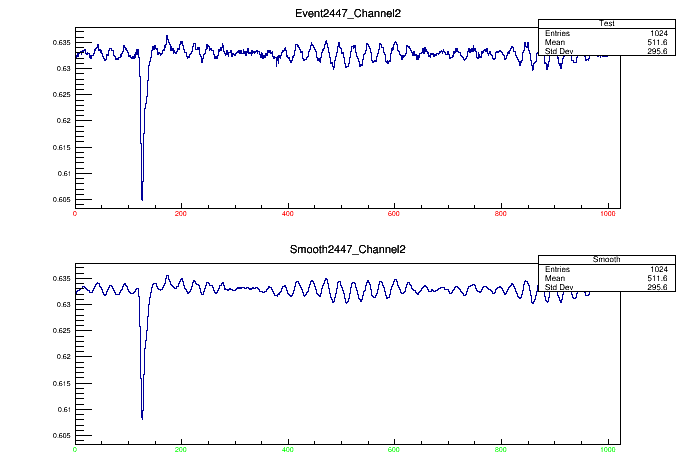 Event2447_Channel2
Test
Entries 1024
Mean 511.6
Std Dev 295.6
0.635
0.63
0.625
0.62
0.615
0.61
0.605
0 200 400 600 800 1000
Smooth2447_Channel2
Smooth
Entries 1024
Mean 511.6
Std Dev 295.6
0.635
0.63
0.625
0.62
0.615
0.61
0.605
0 200 400 600 800 1000